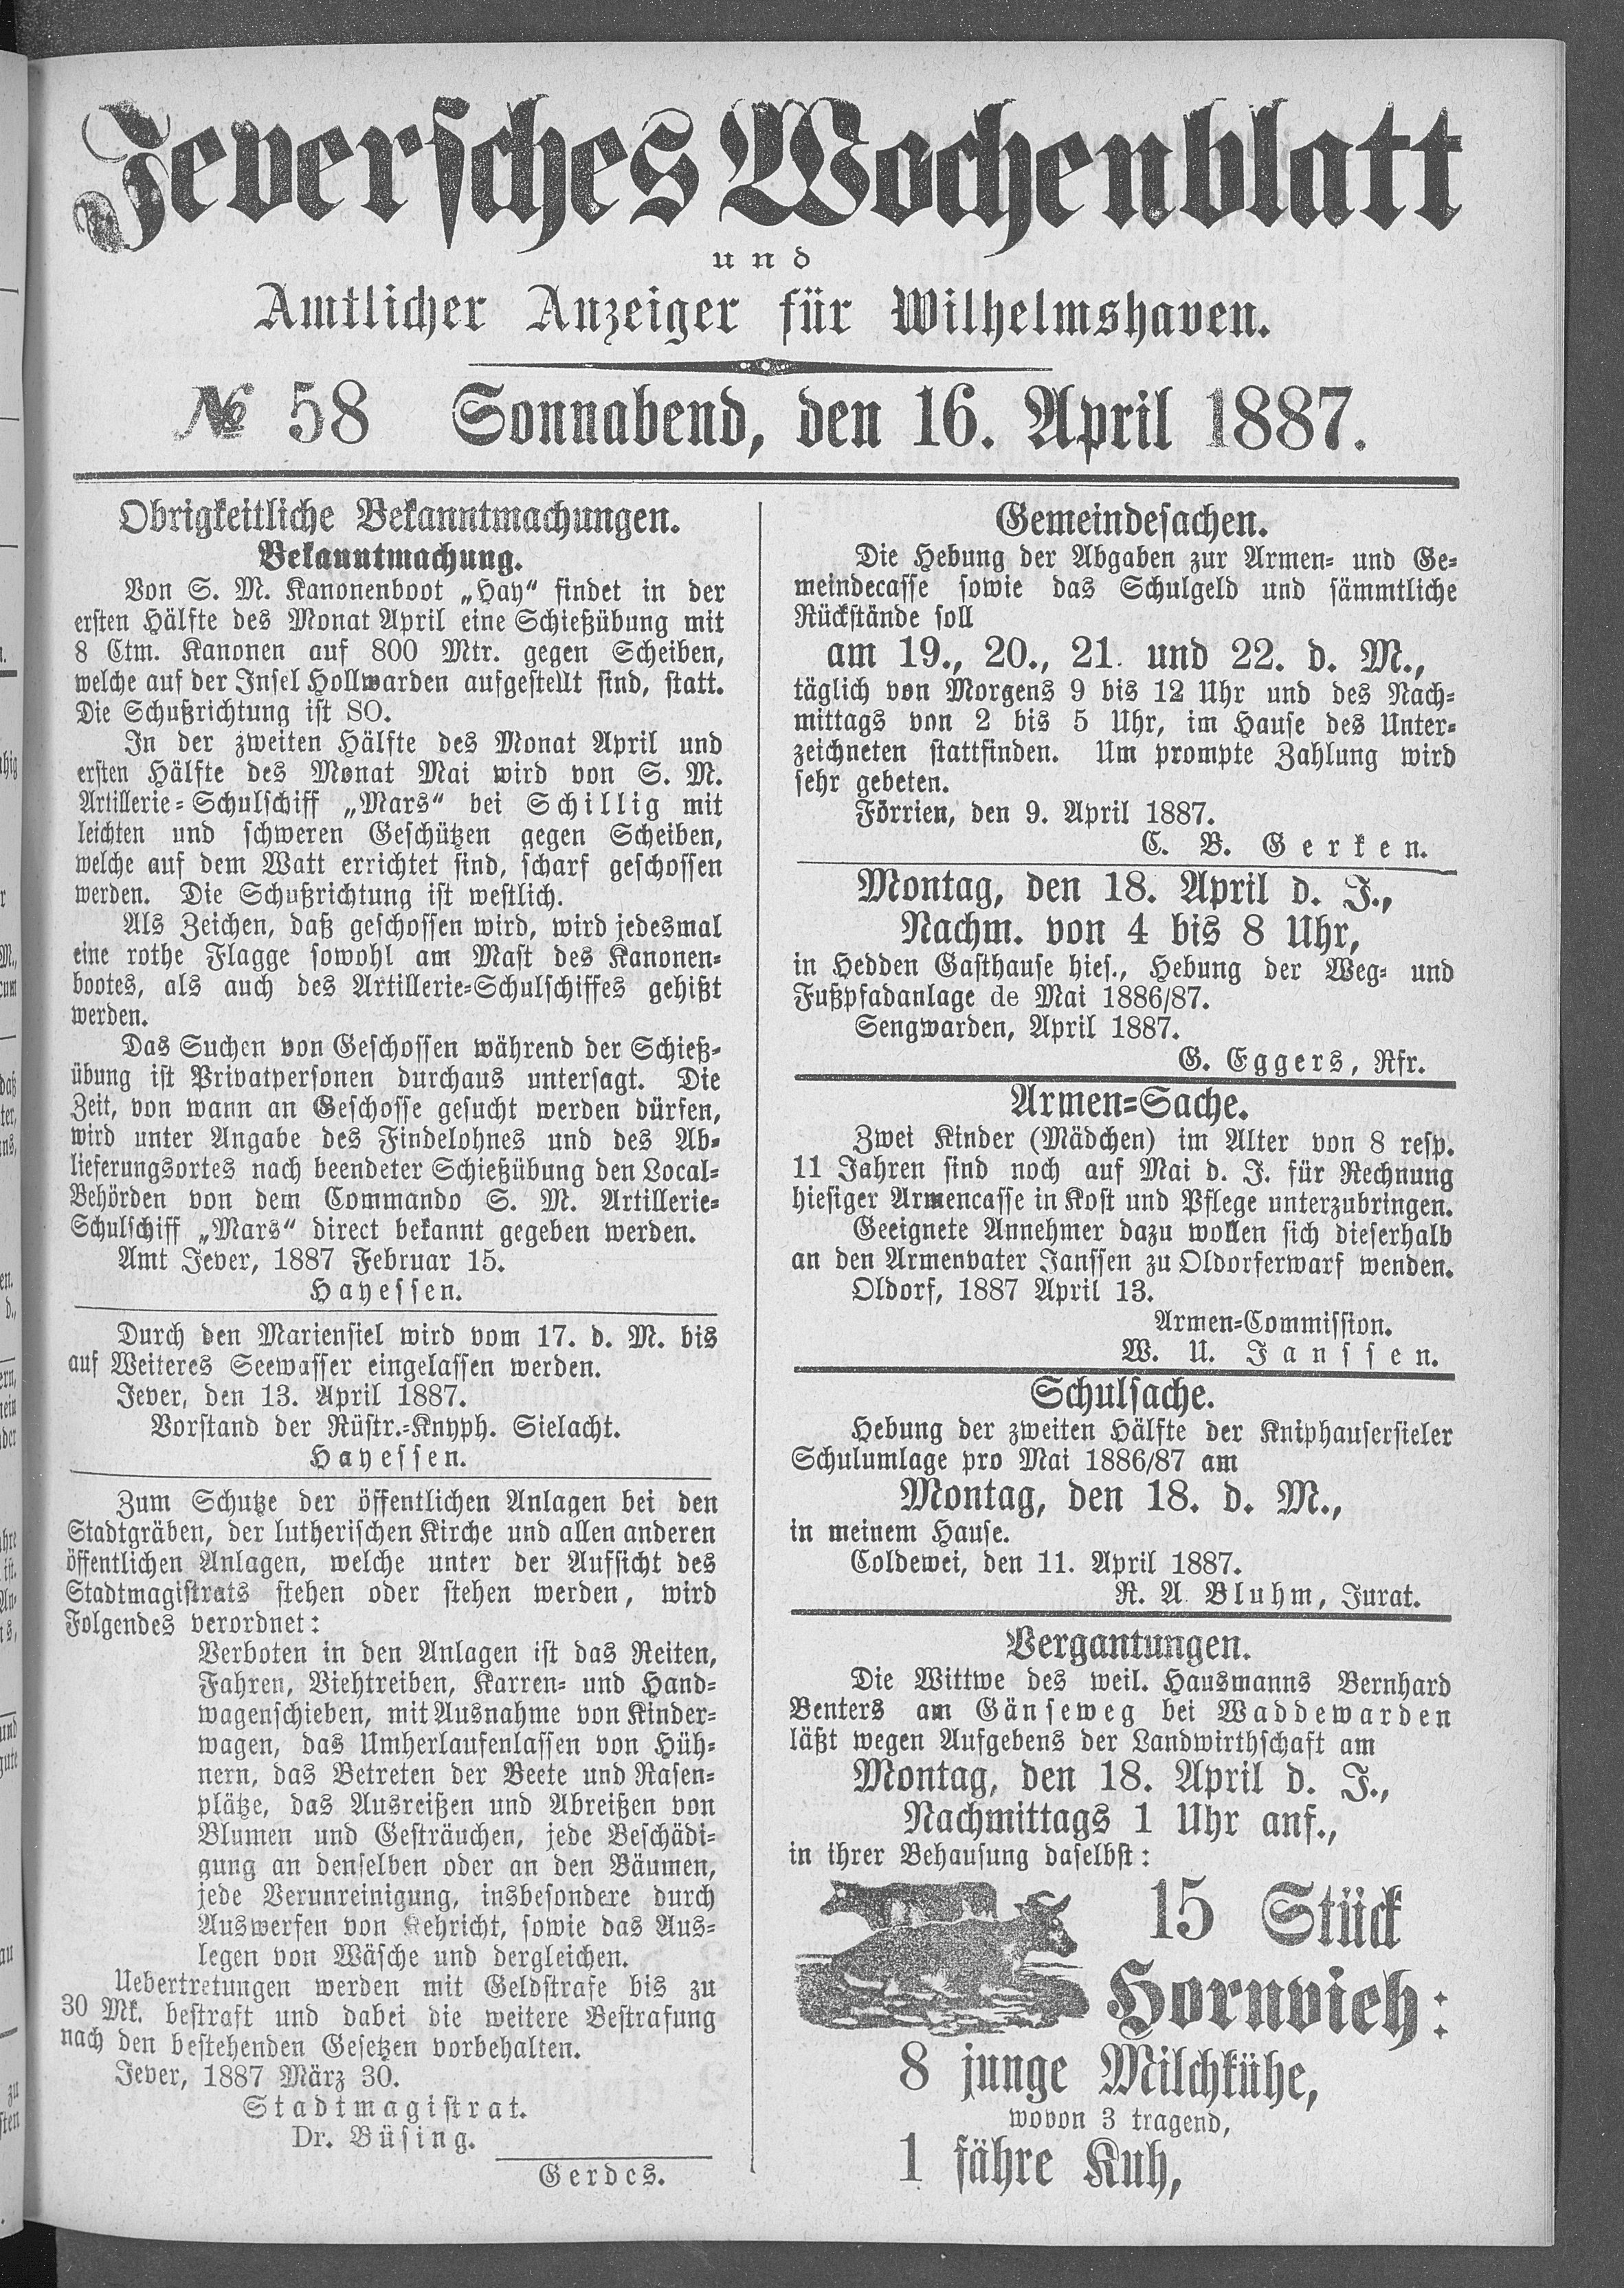 Jeversches Wochenblatt
und
Amtlicher Anzeiger für Wilhelmshaven.
№ 58 Sonnabend, den 16. April 1887.
Obrigkeitliche Bekanntmachungen.
Bekanntmachung.
Von S. M. Kanonenboot „Hay“ findet in der
ersten Hälfte des Monat April eine Schießübung mit
8 Ctm. Kanonen auf 800 Mtr. gegen Scheiben,
welche auf der Insel Hollwarden aufgestellt sind, statt.
Die Schußrichtung ist SO.
In der zweiten Hälfte des Monat April und
ersten Hälfte des Monat Mai wird von S. M.
Artillerie-Schulschiff „Mars“ bei Schillig mit
leichten und schweren Geschützen gegen Scheiben,
welche auf dem Watt errichtet sind, scharf geschossen
werden. Die Schußrichtung ist westlich.
Als Zeichen, daß geschossen wird, wird jedesmal
eine rothe Flagge sowohl am Mast des Kanonen-
bootes, als auch des Artillerie-Schulschiffes gehißt
werden.
Das Suchen von Geschossen während der Schieß-
übung ist Privatpersonen durchaus untersagt. Die
Zeit, von wann an Geschosse gesucht werden dürfen,
wird unter Angabe des Findelohnes und des Ab-
lieferungsortes nach beendeter Schießübung den Local-
Behörden von dem Commando S. M. Artillerie-
Schulschiff „Mars“ direct bekannt gegeben werden.
Amt Jever, 1887 Februar 15.
Hayessen.
Durch den Mariensiel wird vom 17. d. M. bis
auf Weiteres Seewasser eingelassen werden.
Jever, den 13. April 1887.
Vorstand der Rüstr.-Knyph. Sielacht.
Hayessen.
Zum Schutze der öffentlichen Anlagen bei den
Stadtgräben, der lutherischen Kirche und allen anderen
öffentlichen Anlagen, welche unter der Aufsicht des
Stadtmagistrats stehen oder stehen werden, wird
Folgendes verordnet:
Verboten in den Anlagen ist das Reiten,
Fahren, Viehtreiben, Karren- und Hand-
wagenschieben, mit Ausnahme von Kinder-
wagen, das Umherlaufenlassen von Hüh-
nern, das Betreten der Beete und Rasen-
plätze, das Ausreißen und Abreißen von
Blumen und Gesträuchen, jede Beschädi-
gung an denselben oder an den Bäumen,
jede Verunreinigung, insbesondere durch
Auswerfen von Kehricht, sowie das Aus-
legen von Wäsche und dergleichen.
Uebertretungen werden mit Geldstrafe bis zu
30 Mk. bestraft und dabei die weitere Bestrafung
nach den bestehenden Gesetzen vorbehalten.
Jever, 1887 März 30.
Stadtmagistrat.
Dr. Büsing.
Gerdes.
Gemeindesachen.
Die Hebung der Abgaben zur Armen- und Ge-
meindecasse sowie das Schulgeld und sämmtliche
Rückstände soll
am 19., 20., 21. und 22. d. M.,
täglich von Morgens 9 bis 12 Uhr und des Nach-
mittags von 2 bis 5 Uhr, im Hause des Unter-
zeichneten stattfinden. Um prompte Zahlung wird
sehr gebeten.
Förrien, den 9. April 1887.
C. B. Gerken.
Montag, den 18. April d. J.,
Nachm. von 4 bis 8 Uhr,
in Hedden Gasthause hies., Hebung der Weg- und
Fußpfadanlage de Mai 1886/87.
Sengwarden, April 1887.
G. Eggers, Rfr.
Armen-Sache.
Zwei Kinder (Mädchen) im Alter von 8 resp.
11 Jahren sind noch auf Mai d. J. für Rechnung
hiesiger Armencasse in Kost und Pflege unterzubringen.
Geeignete Annehmer dazu wollen sich dieserhalb
an den Armenvater Janssen zu Oldorferwarf wenden.
Oldorf, 1887 April 13.
Armen-Commission.
W. U. Janssen.
Schulsache.
Hebung der zweiten Hälfte der Kniphausersieler
Schulumlage pro Mai 1886/87 am
Montag, den 18. d. M.,
in meinem Hause.
Coldewei, den 11. April 1887.
R. A. Bluhm, Jurat.
Vergantungen.
Die Wittwe des weil. Hausmanns Bernhard
Benters am Gänseweg bei Waddewarden
läßt wegen Aufgebens der Landwirthschaft am
Montag, den 18. April d. J.,
Nachmittags 1 Uhr anf.,
in ihrer Behausung daselbst:
15 Stück
Hornvieh:
8 junge Milchkühe,
wovon 3 tragend,
1 fähre Kuh,